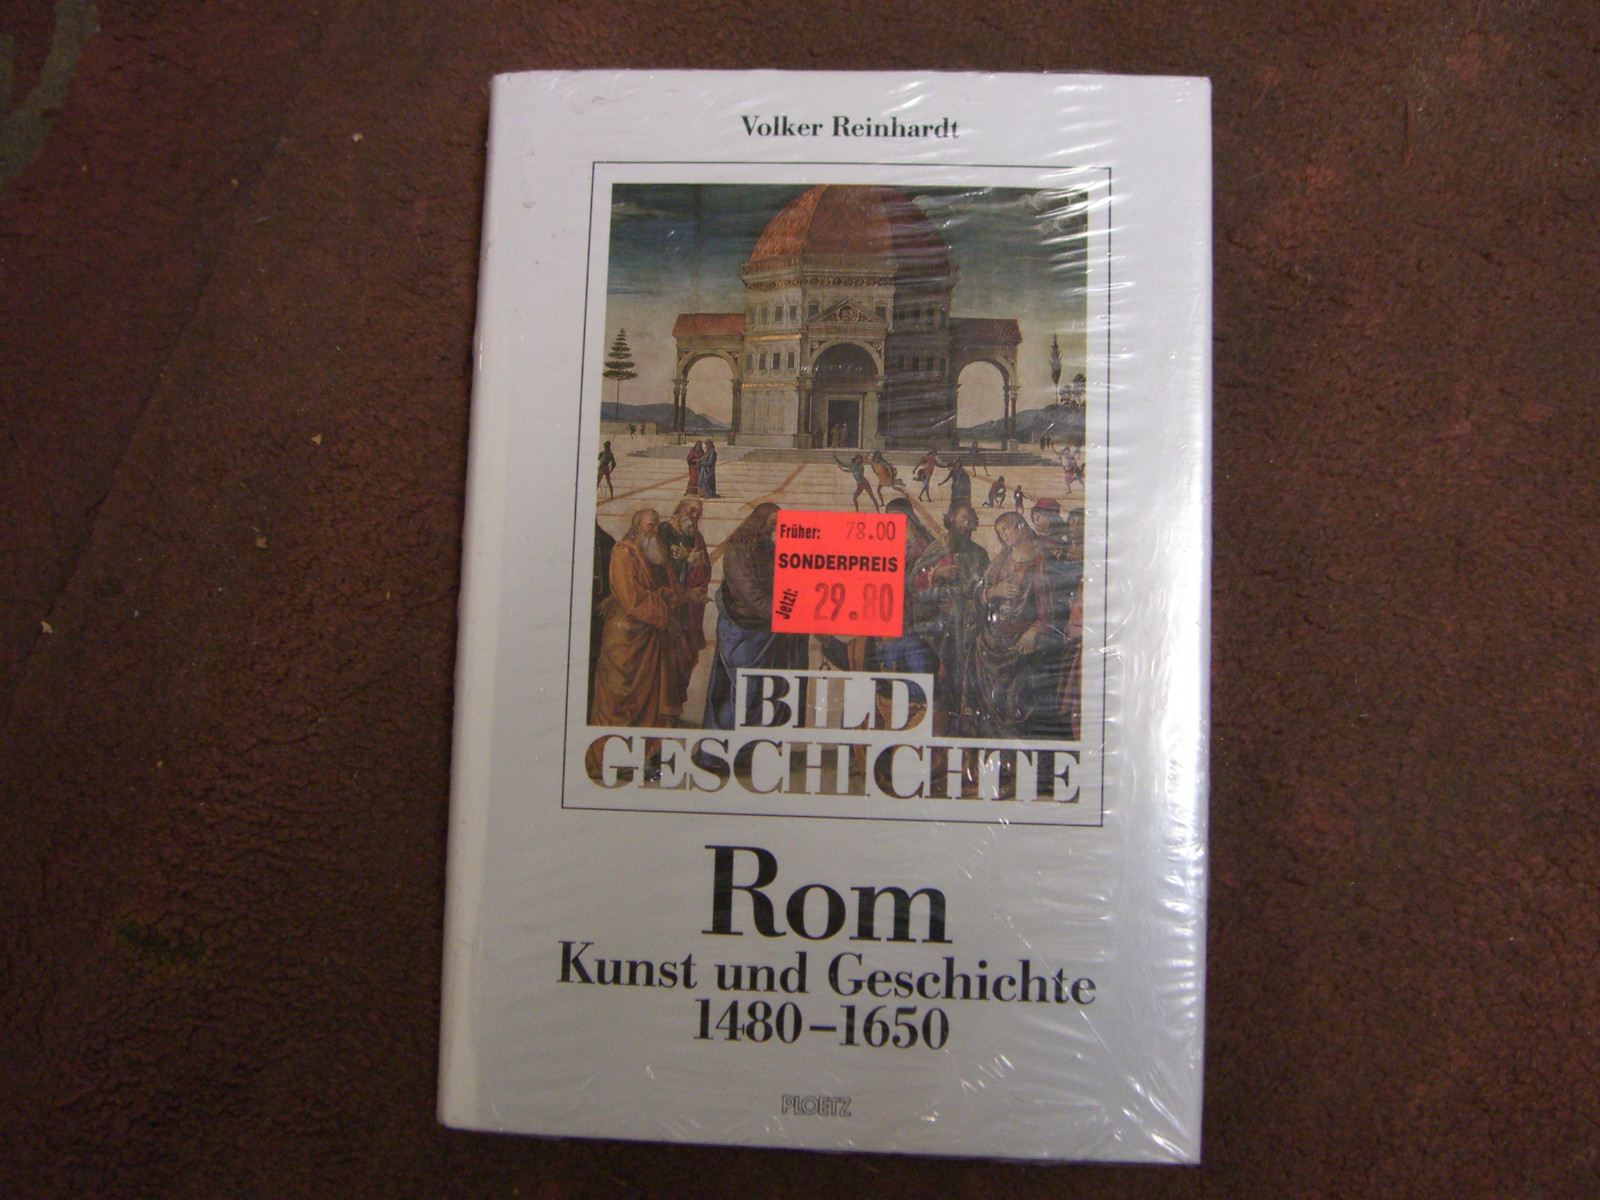 Volker Reinhardt
Früher: 78.00
SONDERPREIS
Jetzt: 29.80
BILD
GESCHICHTE
Rom
Kunst und Geschichte
1480–1650
PLOETZ